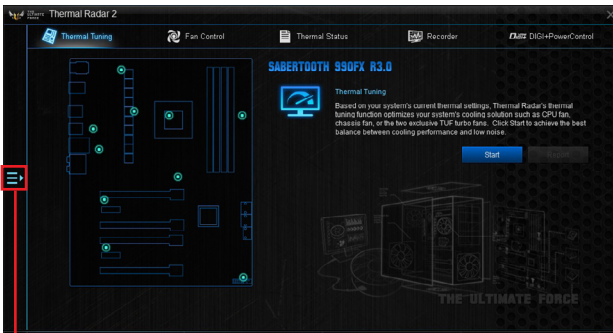 THE ULTIMATE FORCE Thermal Radar 2
Thermal Tuning Fan Control Thermal Status Recorder DIGI+PowerControl
SABERTOOTH 990FX R3.0
Thermal Tuning
Based on your system's current thermal settings, Thermal Radar's thermal
tuning function optimizes your system's cooling solution such as CPU fan,
chassis fan, or the two exclusive TUF turbo fans. Click Start to achieve the best
balance between cooling performance and low noise.
Start
THE ULTIMATE FORCE